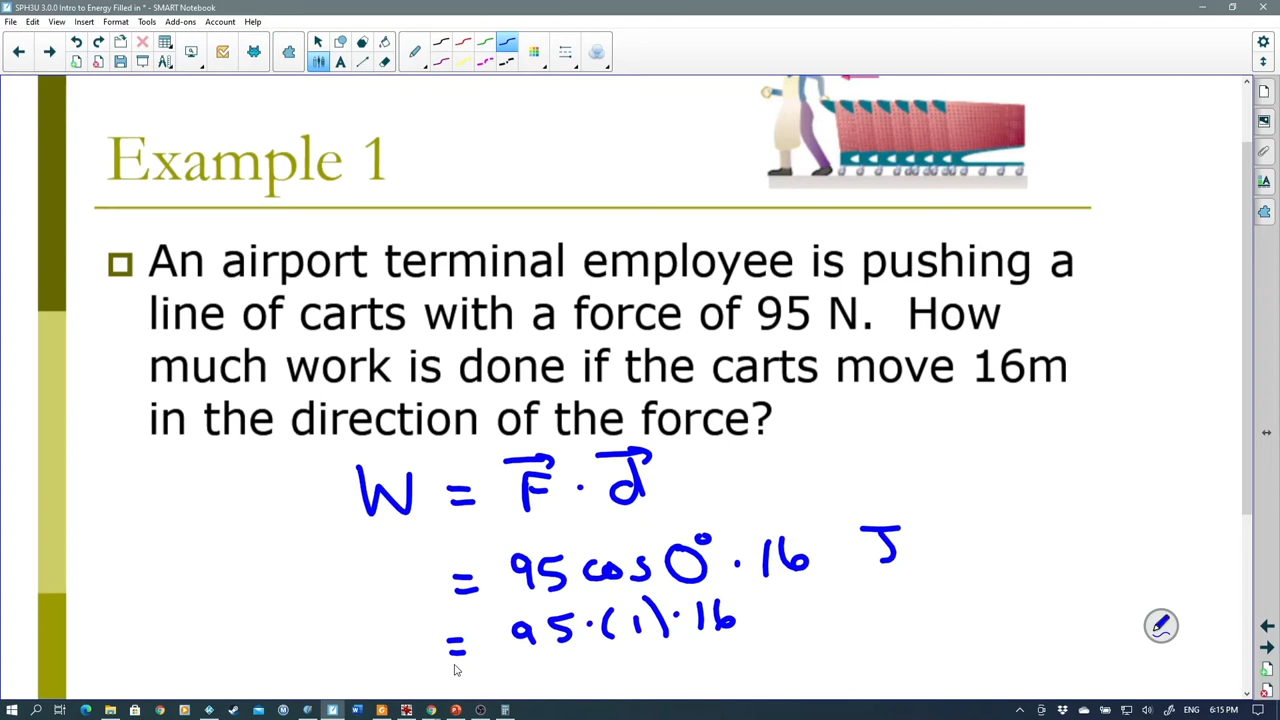 SPH3U 3.0.0 Intro to Energy Filled in * - SMART Notebook
File Edit View Insert Format Tools Add-ons Account Help
Example 1
An airport terminal employee is pushing a
line of carts with a force of 95 N. How
much work is done if the carts move 16m
in the direction of the force?
W = F⃗ · d⃗
= 95 cos 0° · 16 J
= 95 · (1) · 16
ENG 6:15 PM